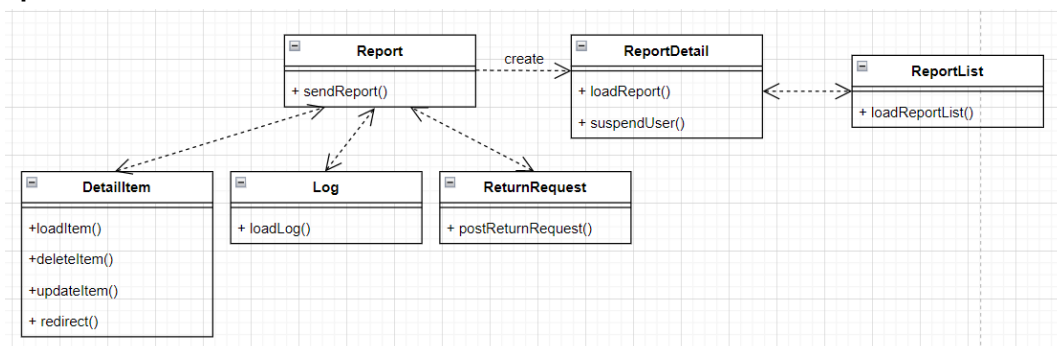 Report
+ sendReport()
create
ReportDetail
+ loadReport()
+ suspendUser()
ReportList
+ loadReportList()
DetailItem
+loadItem()
+deleteItem()
+updateItem()
+ redirect()
Log
+ loadLog()
ReturnRequest
+ postReturnRequest()